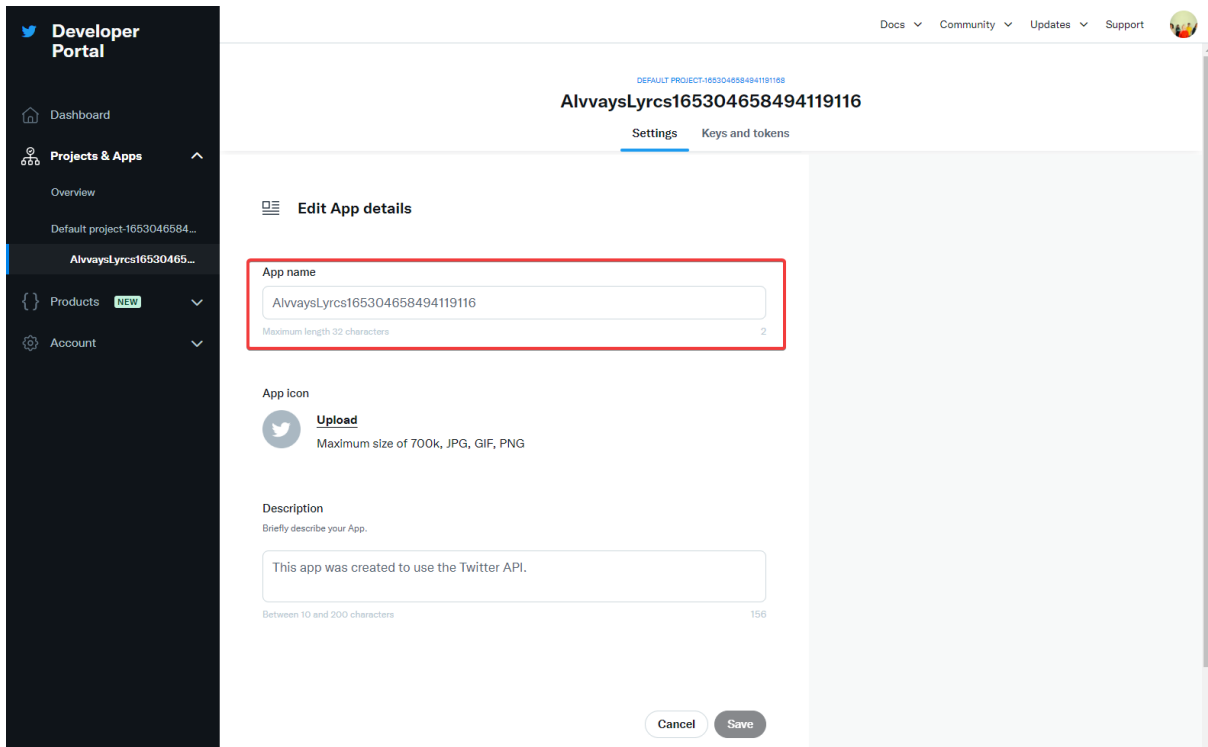 Developer
Portal
Docs
Community
Updates
Support
Dashboard
Projects & Apps
Overview
Default project-1653046584...
AlvvaysLyrcs16530465...
Products NEW
Account
DEFAULT PROJECT-1653046584941191168
AlvvaysLyrcs165304658494119116
Settings
Keys and tokens
Edit App details
App name
AlvvaysLyrcs165304658494119116
Maximum length 32 characters 2
App icon
Upload
Maximum size of 700k, JPG, GIF, PNG
Description
Briefly describe your App.
This app was created to use the Twitter API.
Between 10 and 200 characters 156
Cancel
Save